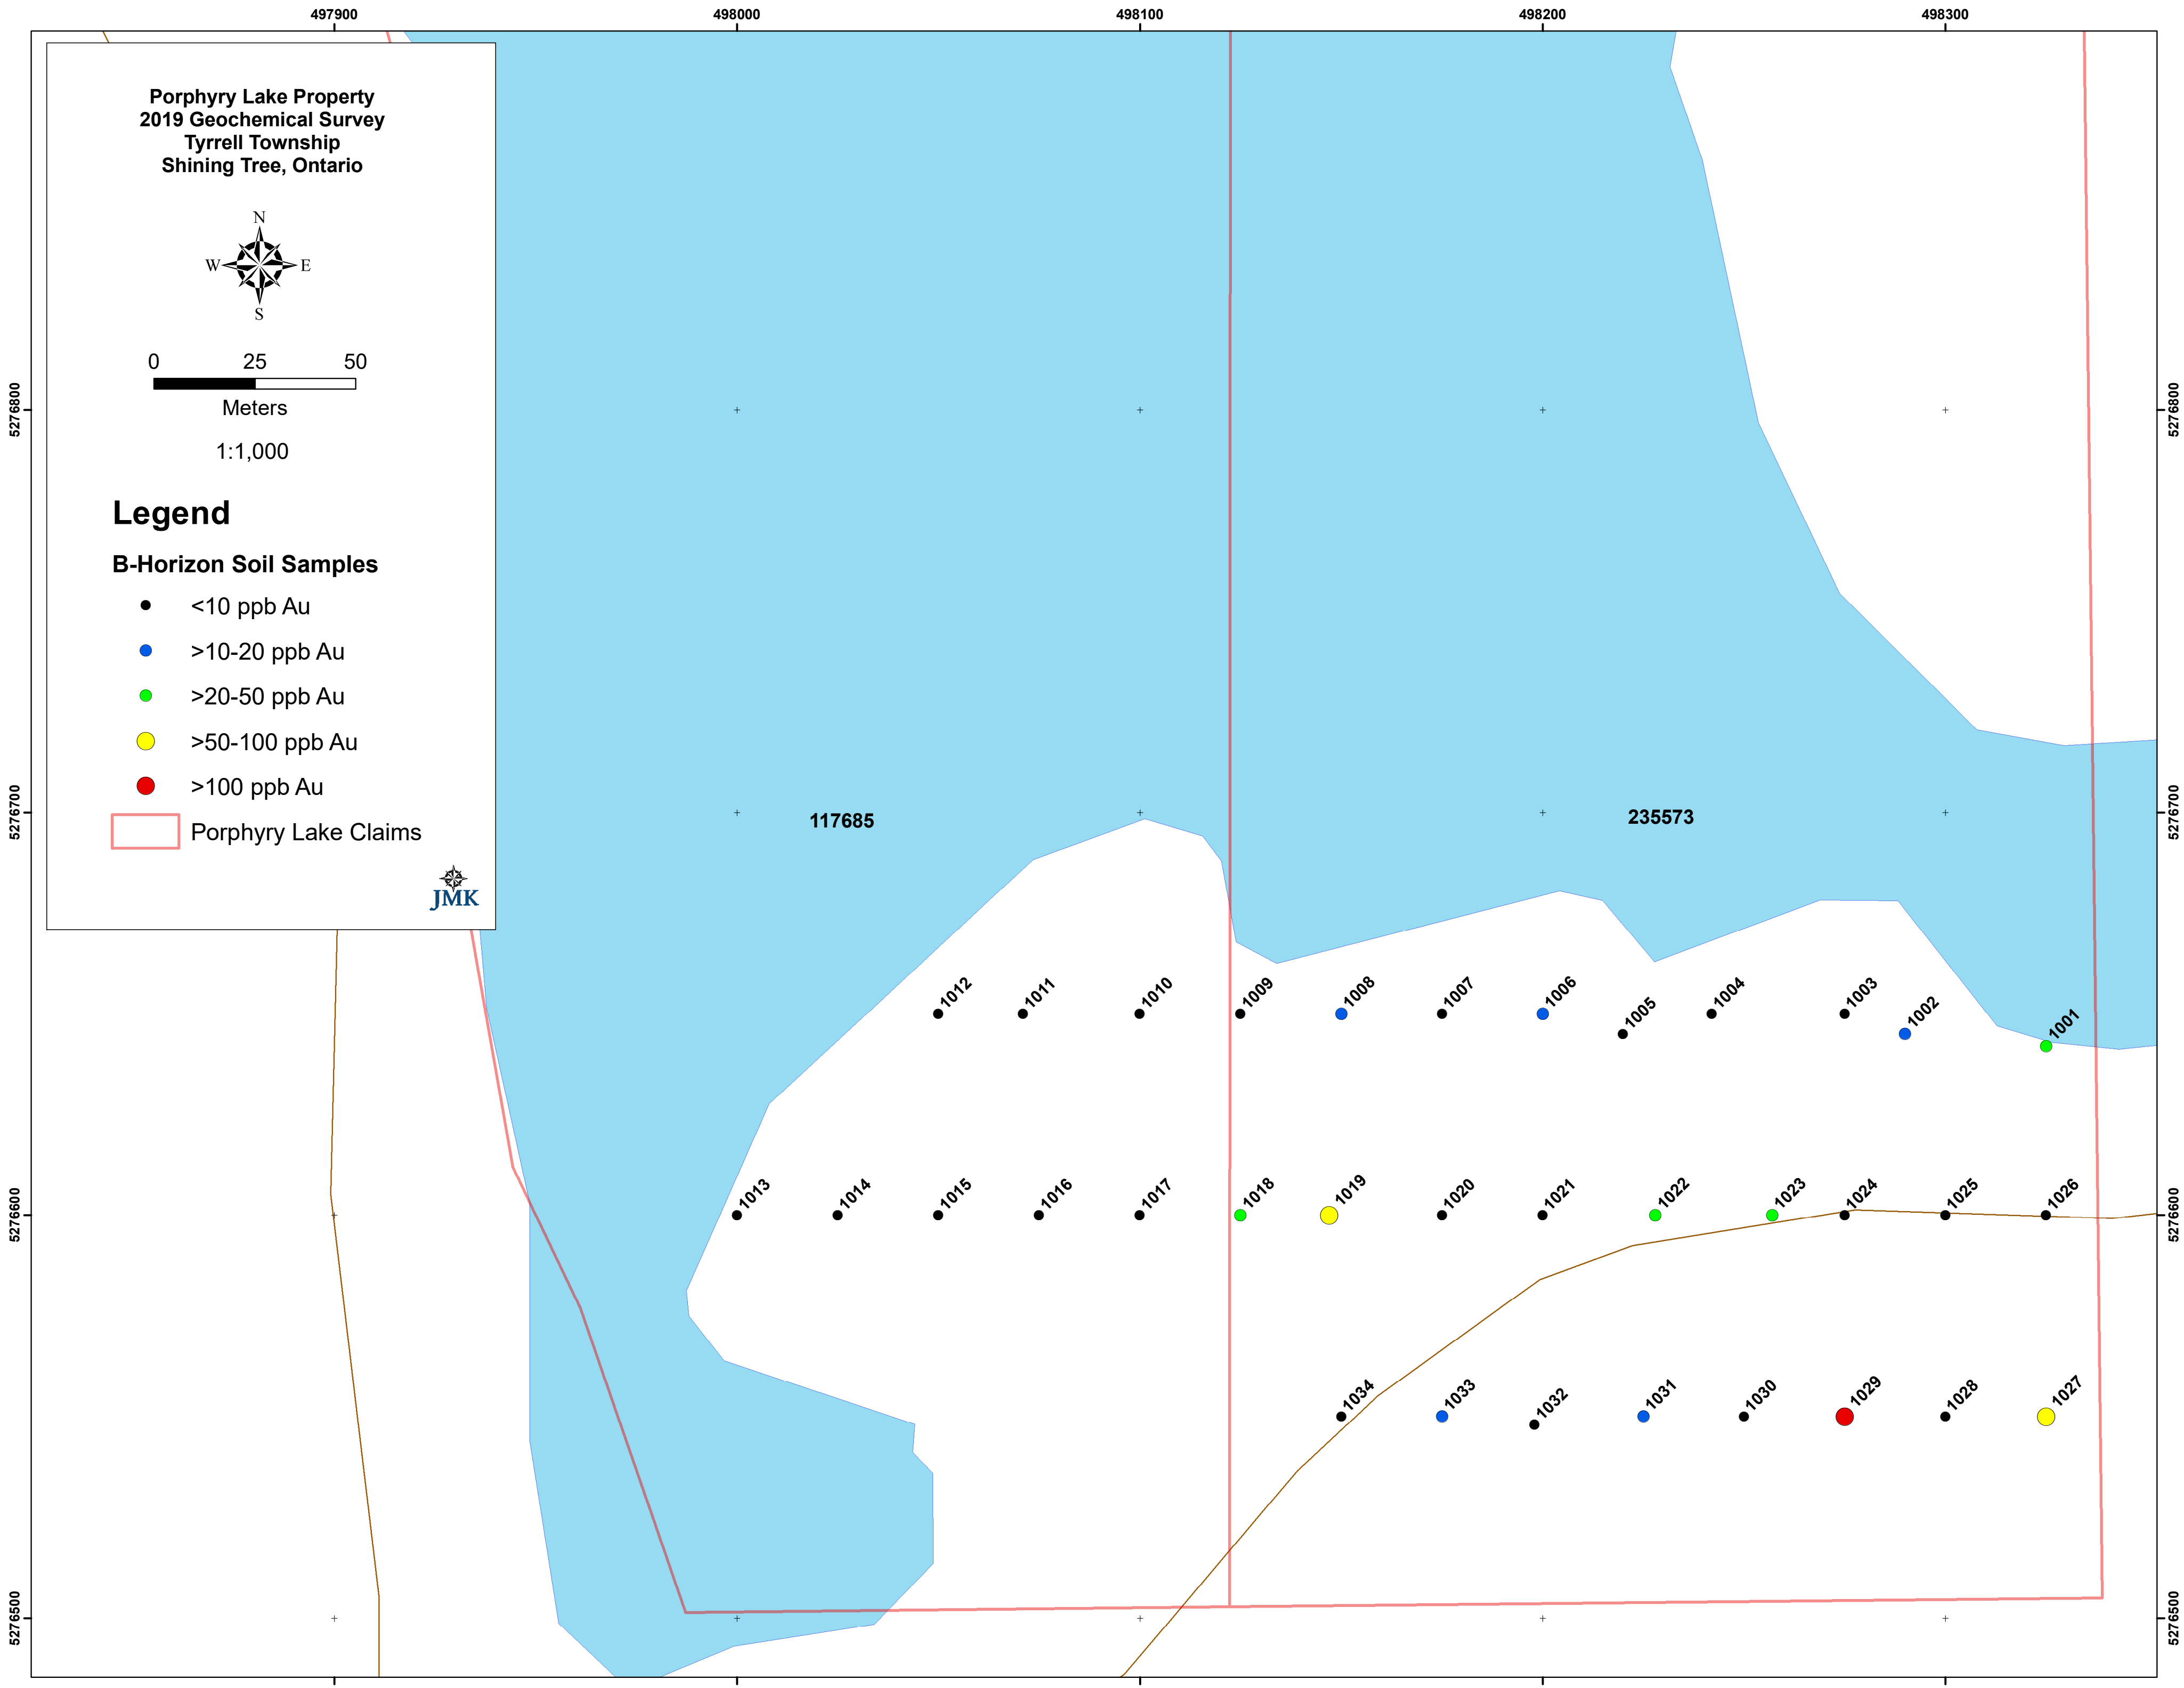 497900
498000
498100
498200
498300
Porphyry Lake Property
2019 Geochemical Survey
Tyrrell Township
Shining Tree, Ontario
N
W E
S
0 25 50
Meters
1:1,000
Legend
B-Horizon Soil Samples
<10 ppb Au
>10-20 ppb Au
>20-50 ppb Au
>50-100 ppb Au
>100 ppb Au
Porphyry Lake Claims
JMK
5276800
5276800
5276700
5276700
117685
235573
1012
1011
1010
1009
1008
1007
1006
1005
1004
1003
1002
1001
5276600
5276600
1013
1014
1015
1016
1017
1018
1019
1020
1021
1022
1023
1024
1025
1026
1034
1033
1032
1031
1030
1029
1028
1027
5276500
5276500